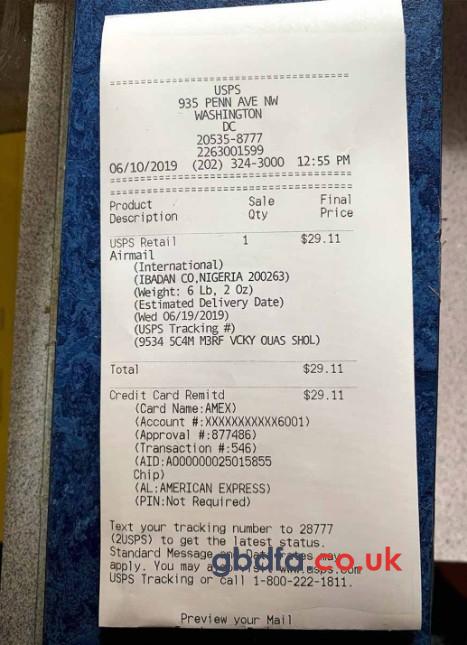 USPS
935 PENN AVE NW
WASHINGTON
DC
20535-8777
2263001599
06/10/2019 (202) 324-3000 12:55 PM
Product Sale Final
Description Qty Price
USPS Retail 1 $29.11
Airmail
(International)
(IBADAN CO,NIGERIA 200263)
(Weight: 6 Lb, 2 Oz)
(Estimated Delivery Date)
(Wed 06/19/2019)
(USPS Tracking #)
(9534 5C4M M3RF VCKY OUAS SHOL)
Total $29.11
Credit Card Remitd $29.11
(Card Name:AMEX)
(Account #:XXXXXXXXXXX6001)
(Approval #:877486)
(Transaction #:546)
(AID:A000000025015855
Chip)
(AL:AMERICAN EXPRESS)
(PIN:Not Required)
Text your tracking number to 28777
(2USPS) to get the latest status.
Standard Message and Data rates may
apply. You may www.usps.com
USPS Tracking or call 1-800-222-1811.
gbdfa.co.uk
Preview your Mail